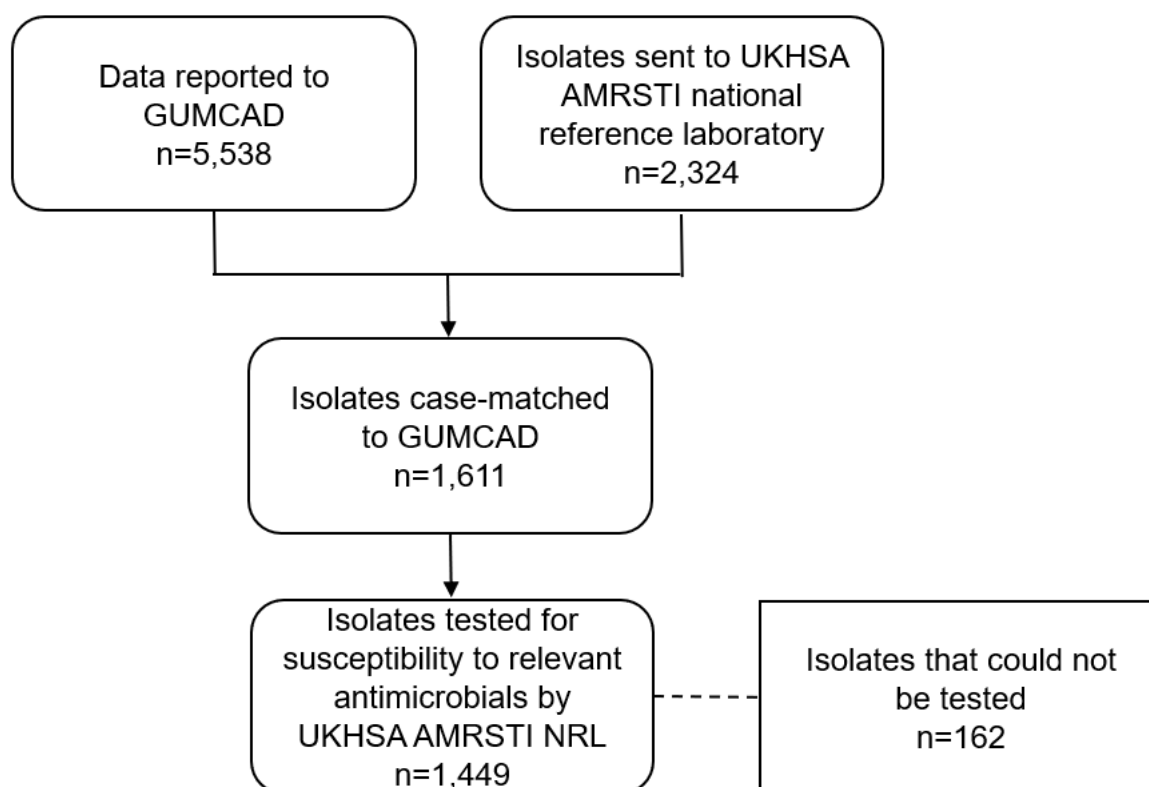 Data reported to
GUMCAD
n=5,538
Isolates sent to UKHSA
AMRSTI national
reference laboratory
n=2,324
Isolates case-matched
to GUMCAD
n=1,611
Isolates tested for
susceptibility to relevant
antimicrobials by
UKHSA AMRSTI NRL
n=1,449
Isolates that could not
be tested
n=162